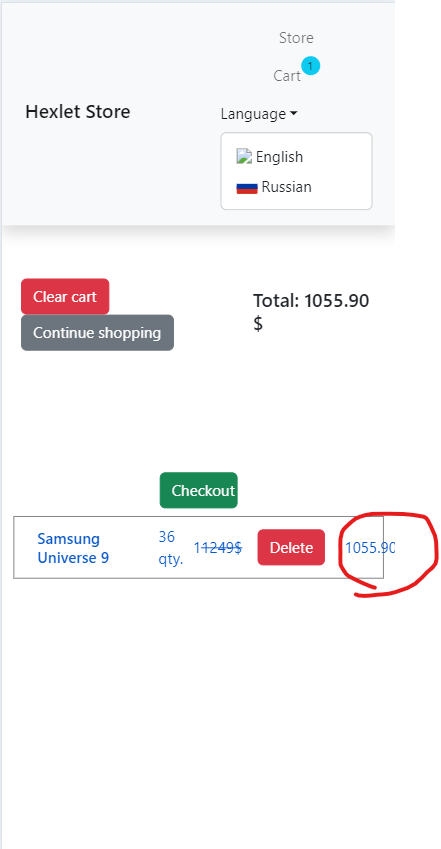 Store
Cart 1
Hexlet Store
Language
English
Russian
Clear cart
Continue shopping
Total: 1055.90
$
Checkout
Samsung
Universe 9
36
qty.
11249$
Delete
1055.90